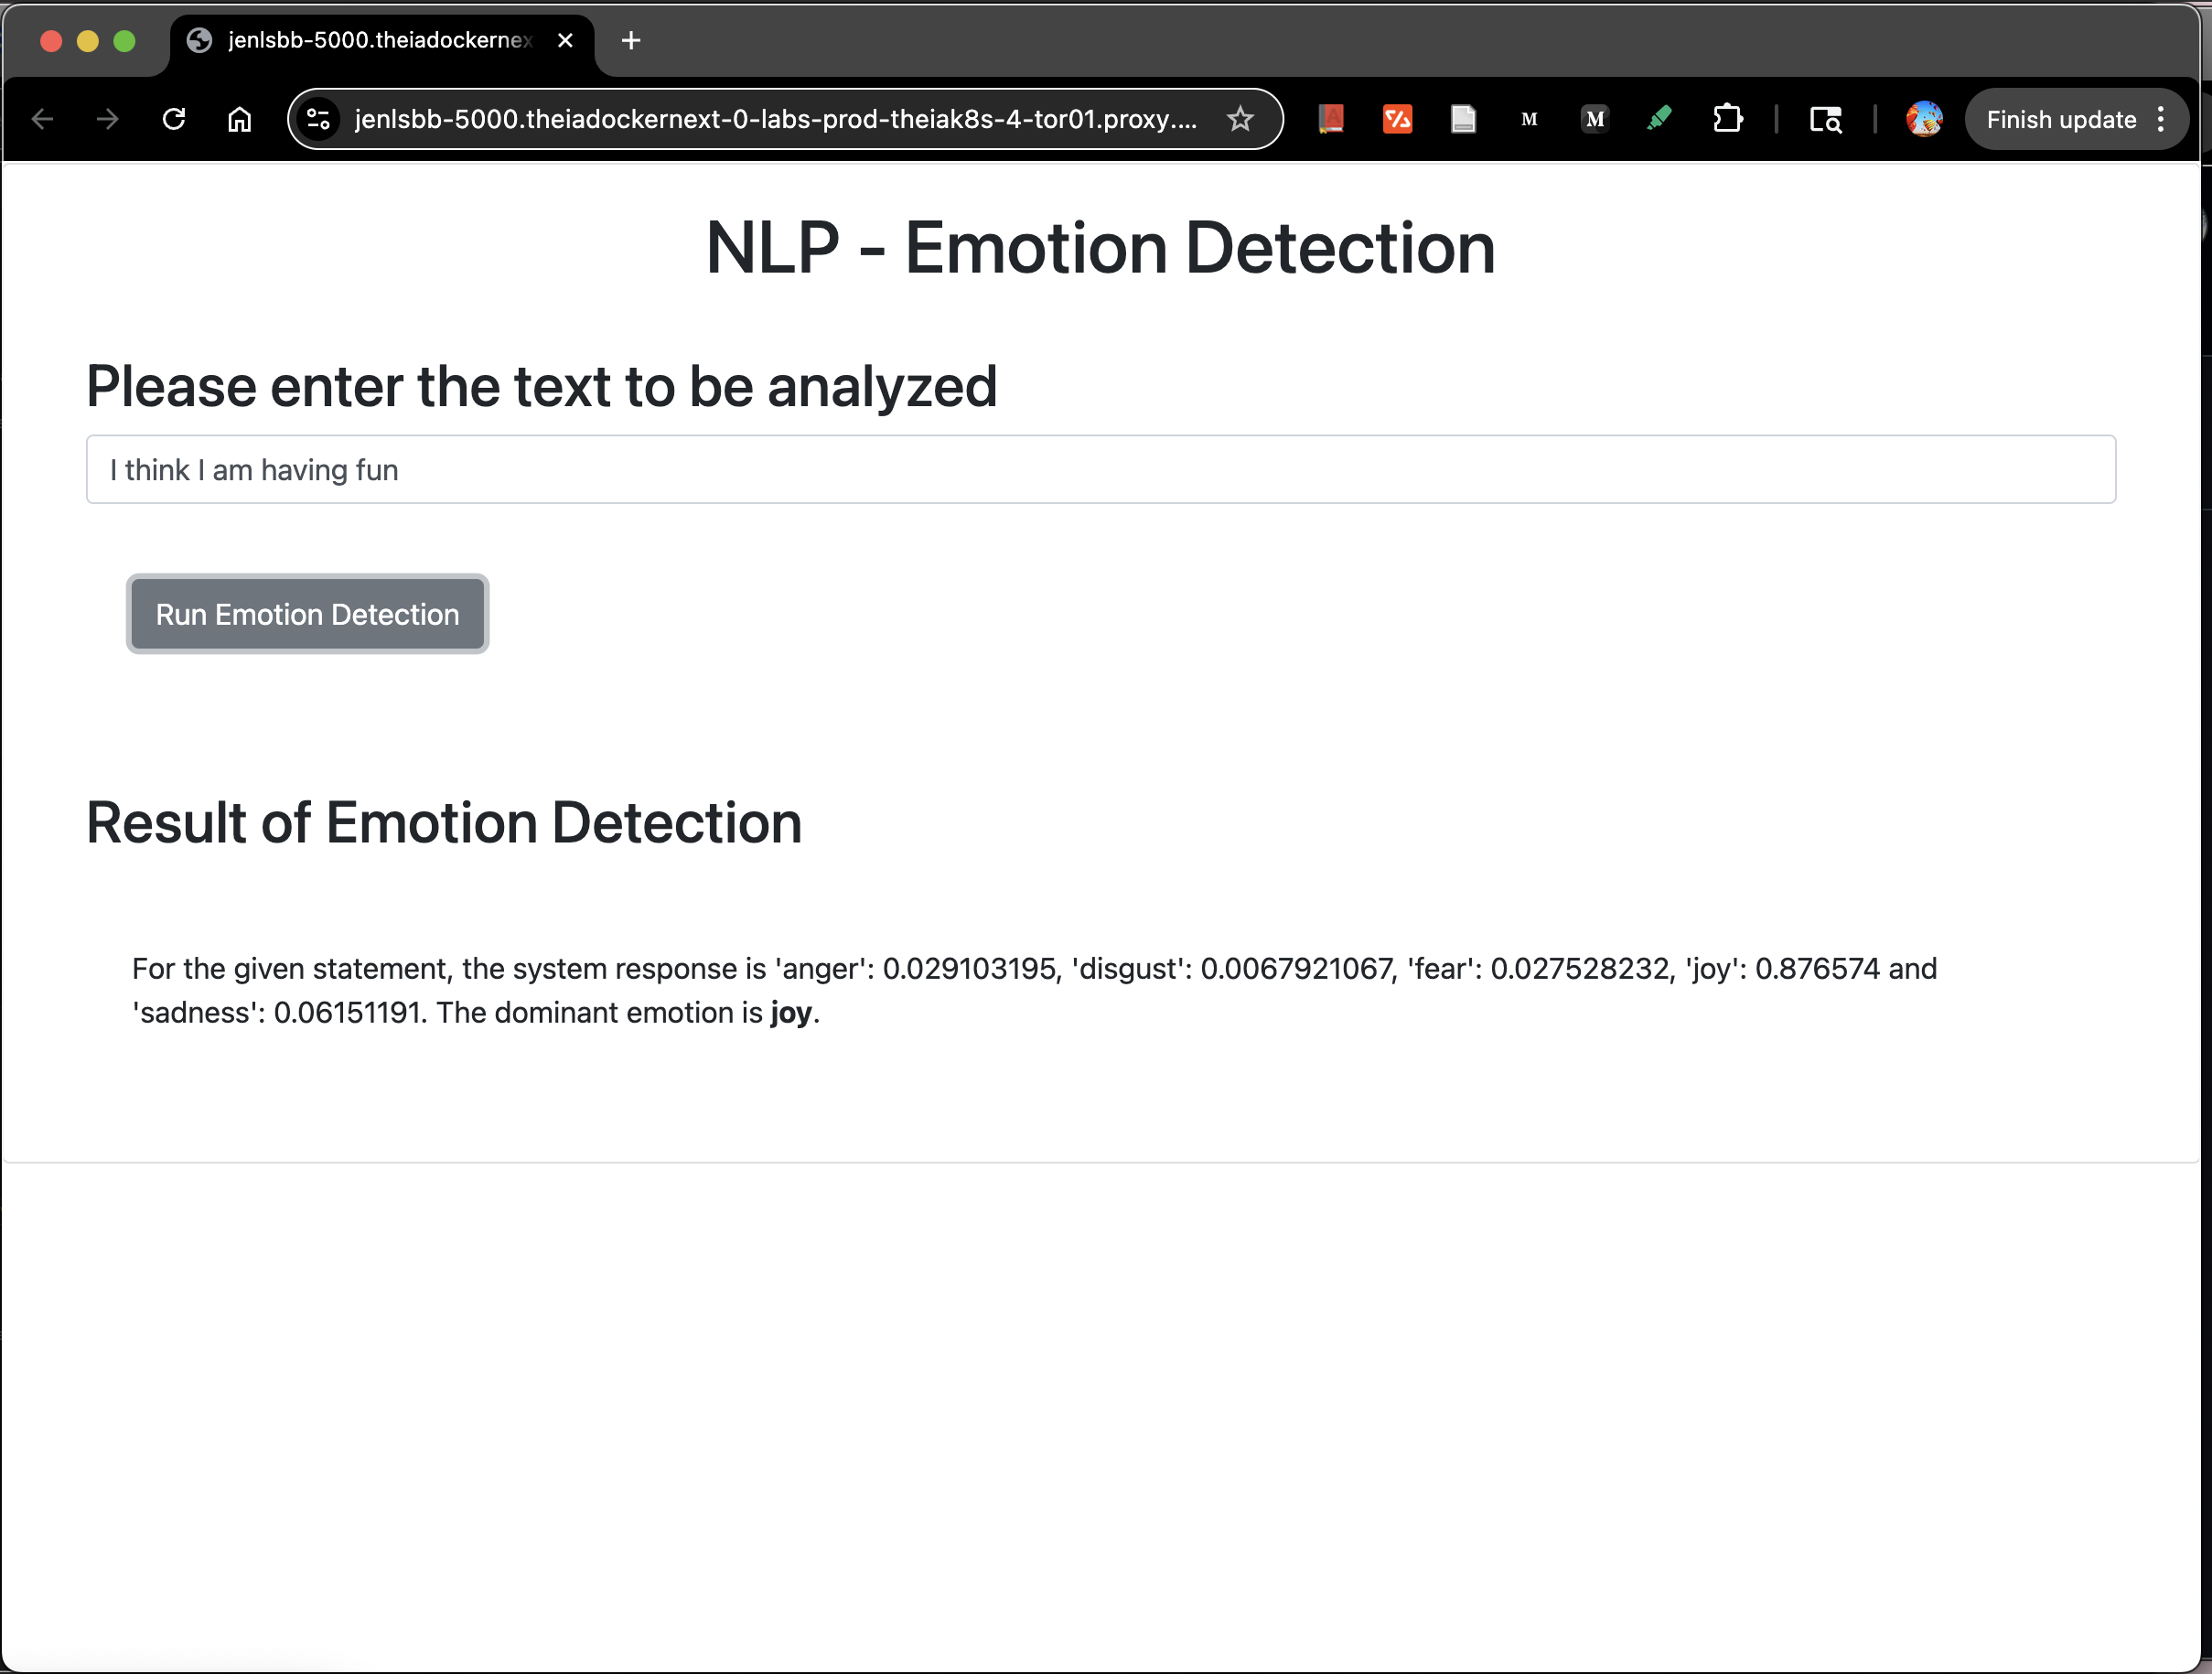 jenlsbb-5000.theiadockernex
jenlsbb-5000.theiadockernext-0-labs-prod-theiak8s-4-tor01.proxy....
A
M
M
Finish update
NLP - Emotion Detection
Please enter the text to be analyzed
I think I am having fun
Run Emotion Detection
Result of Emotion Detection
For the given statement, the system response is 'anger': 0.029103195, 'disgust': 0.0067921067, 'fear': 0.027528232, 'joy': 0.876574 and
'sadness': 0.06151191. The dominant emotion is joy.